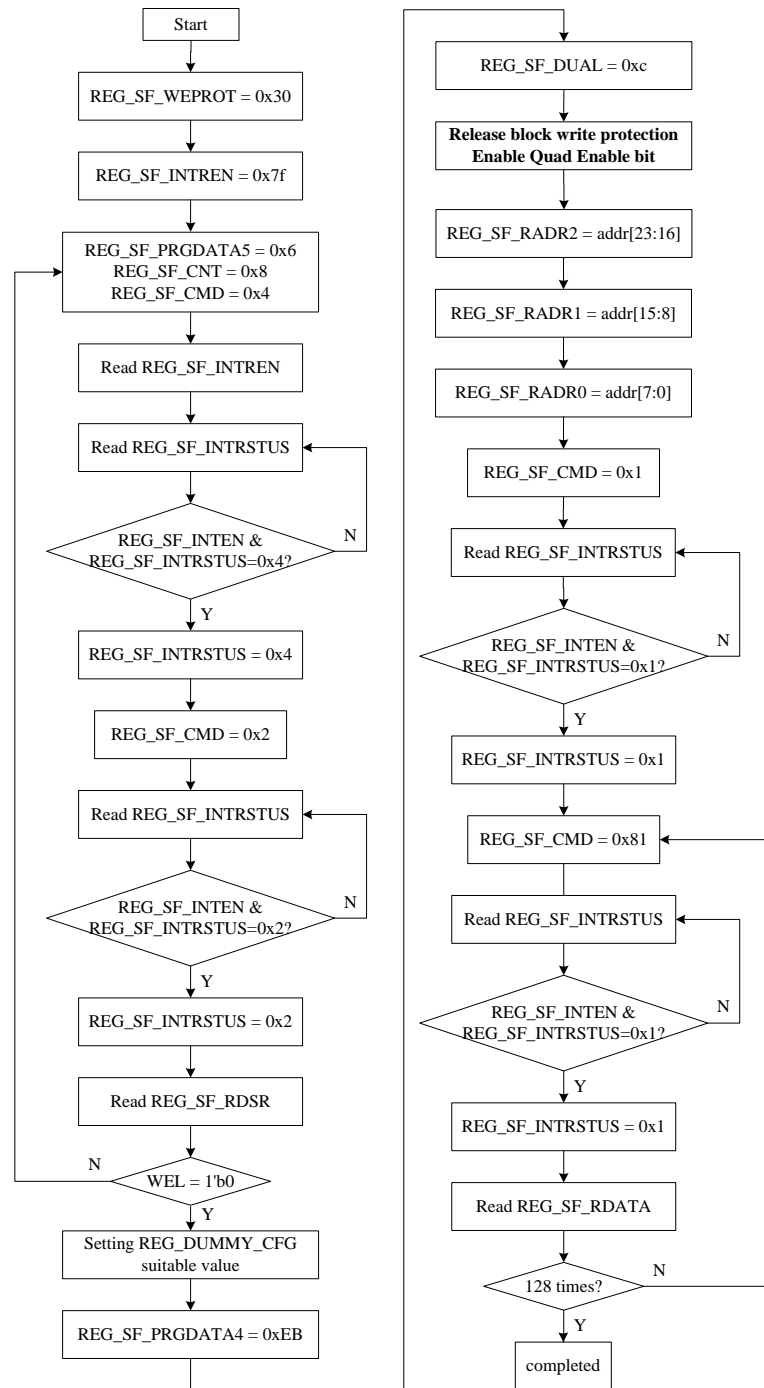 Start
REG_SF_WEPROT = 0x30
REG_SF_INTREN = 0x7f
REG_SF_PRGDATA5 = 0x6
REG_SF_CNT = 0x8
REG_SF_CMD = 0x4
Read REG_SF_INTREN
Read REG_SF_INTRSTUS
REG_SF_INTEN &
REG_SF_INTRSTUS=0x4?
N
Y
REG_SF_INTRSTUS = 0x4
REG_SF_CMD = 0x2
Read REG_SF_INTRSTUS
REG_SF_INTEN &
REG_SF_INTRSTUS=0x2?
N
Y
REG_SF_INTRSTUS = 0x2
Read REG_SF_RDSR
N
WEL = 1'b0
Y
Setting REG_DUMMY_CFG
suitable value
REG_SF_PRGDATA4 = 0xEB
REG_SF_DUAL = 0xc
Release block write protection
Enable Quad Enable bit
REG_SF_RADR2 = addr[23:16]
REG_SF_RADR1 = addr[15:8]
REG_SF_RADR0 = addr[7:0]
REG_SF_CMD = 0x1
Read REG_SF_INTRSTUS
REG_SF_INTEN &
REG_SF_INTRSTUS=0x1?
N
Y
REG_SF_INTRSTUS = 0x1
REG_SF_CMD = 0x81
Read REG_SF_INTRSTUS
REG_SF_INTEN &
REG_SF_INTRSTUS=0x1?
N
Y
REG_SF_INTRSTUS = 0x1
Read REG_SF_RDATA
128 times?
N
Y
completed